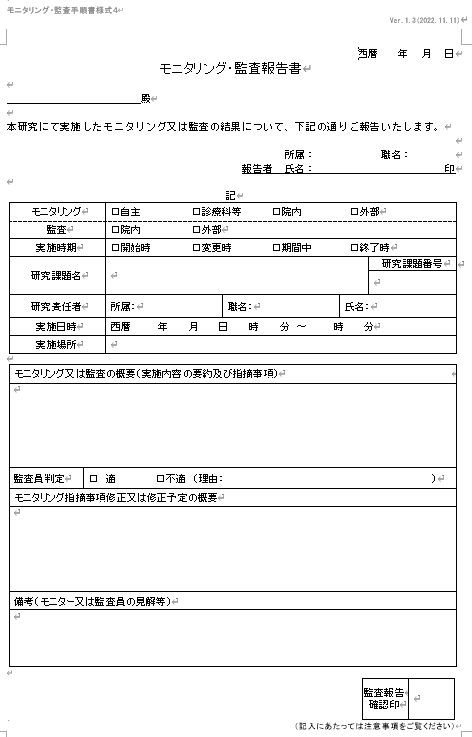 モニタリング・監査手順書様式4
Ver. 1.3(2022.11.11)
西暦　　年　月　日
モニタリング・監査報告書
殿
本研究にて実施したモニタリング又は監査の結果について、下記の通りご報告いたします。
所属：　　　　　　職名：
報告者　氏名：　　　　　　　　　　　　印
記
モニタリング　□自主　□診療科等　□院内　□外部
監査　□院内　□外部
実施時期　□開始時　□変更時　□期間中　□終了時
研究課題名　研究課題番号
研究責任者　所属：　職名：　氏名：
実施日時　西暦　　年　　月　　日　　時　　分　～　　時　　分
実施場所
モニタリング又は監査の概要（実施内容の要約及び指摘事項）
監査員判定　□　適　　□不適　（理由：　　　　　　　　　　　　　　）
モニタリング指摘事項修正又は修正予定の概要
備考（モニター又は監査員の見解等）
監査報告
確認印
（記入にあたっては注意事項をご覧ください）